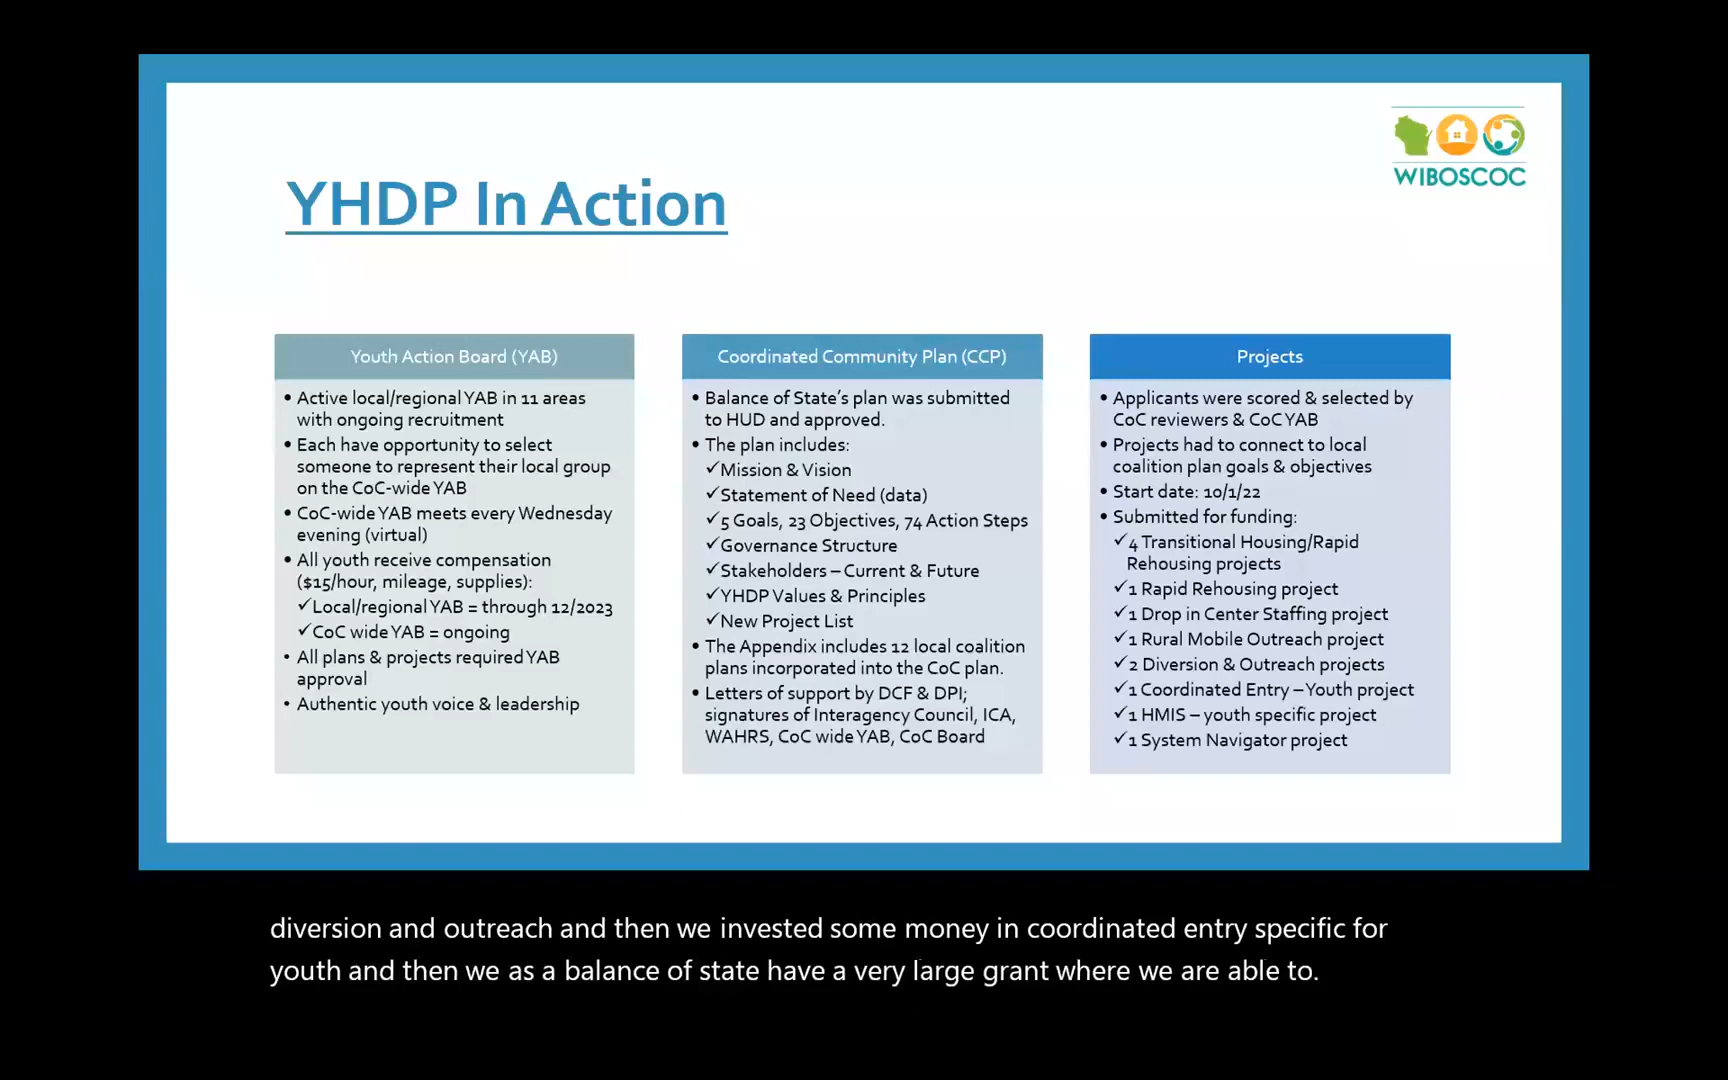 WIBOSCOC
YHDP In Action
Youth Action Board (YAB)
• Active local/regional YAB in 11 areas
with ongoing recruitment
• Each have opportunity to select
someone to represent their local group
on the CoC-wide YAB
• CoC-wide YAB meets every Wednesday
evening (virtual)
• All youth receive compensation
($15/hour, mileage, supplies):
✓Local/regional YAB = through 12/2023
✓CoC wide YAB = ongoing
• All plans & projects required YAB
approval
• Authentic youth voice & leadership
Coordinated Community Plan (CCP)
• Balance of State's plan was submitted
to HUD and approved.
• The plan includes:
✓Mission & Vision
✓Statement of Need (data)
✓5 Goals, 23 Objectives, 74 Action Steps
✓Governance Structure
✓Stakeholders – Current & Future
✓YHDP Values & Principles
✓New Project List
• The Appendix includes 12 local coalition
plans incorporated into the CoC plan.
• Letters of support by DCF & DPI;
signatures of Interagency Council, ICA,
WAHRS, CoC wide YAB, CoC Board
Projects
• Applicants were scored & selected by
CoC reviewers & CoC YAB
• Projects had to connect to local
coalition plan goals & objectives
• Start date: 10/1/22
• Submitted for funding:
✓4 Transitional Housing/Rapid
Rehousing projects
✓1 Rapid Rehousing project
✓1 Drop in Center Staffing project
✓1 Rural Mobile Outreach project
✓2 Diversion & Outreach projects
✓1 Coordinated Entry – Youth project
✓1 HMIS – youth specific project
✓1 System Navigator project
diversion and outreach and then we invested some money in coordinated entry specific for
youth and then we as a balance of state have a very large grant where we are able to.